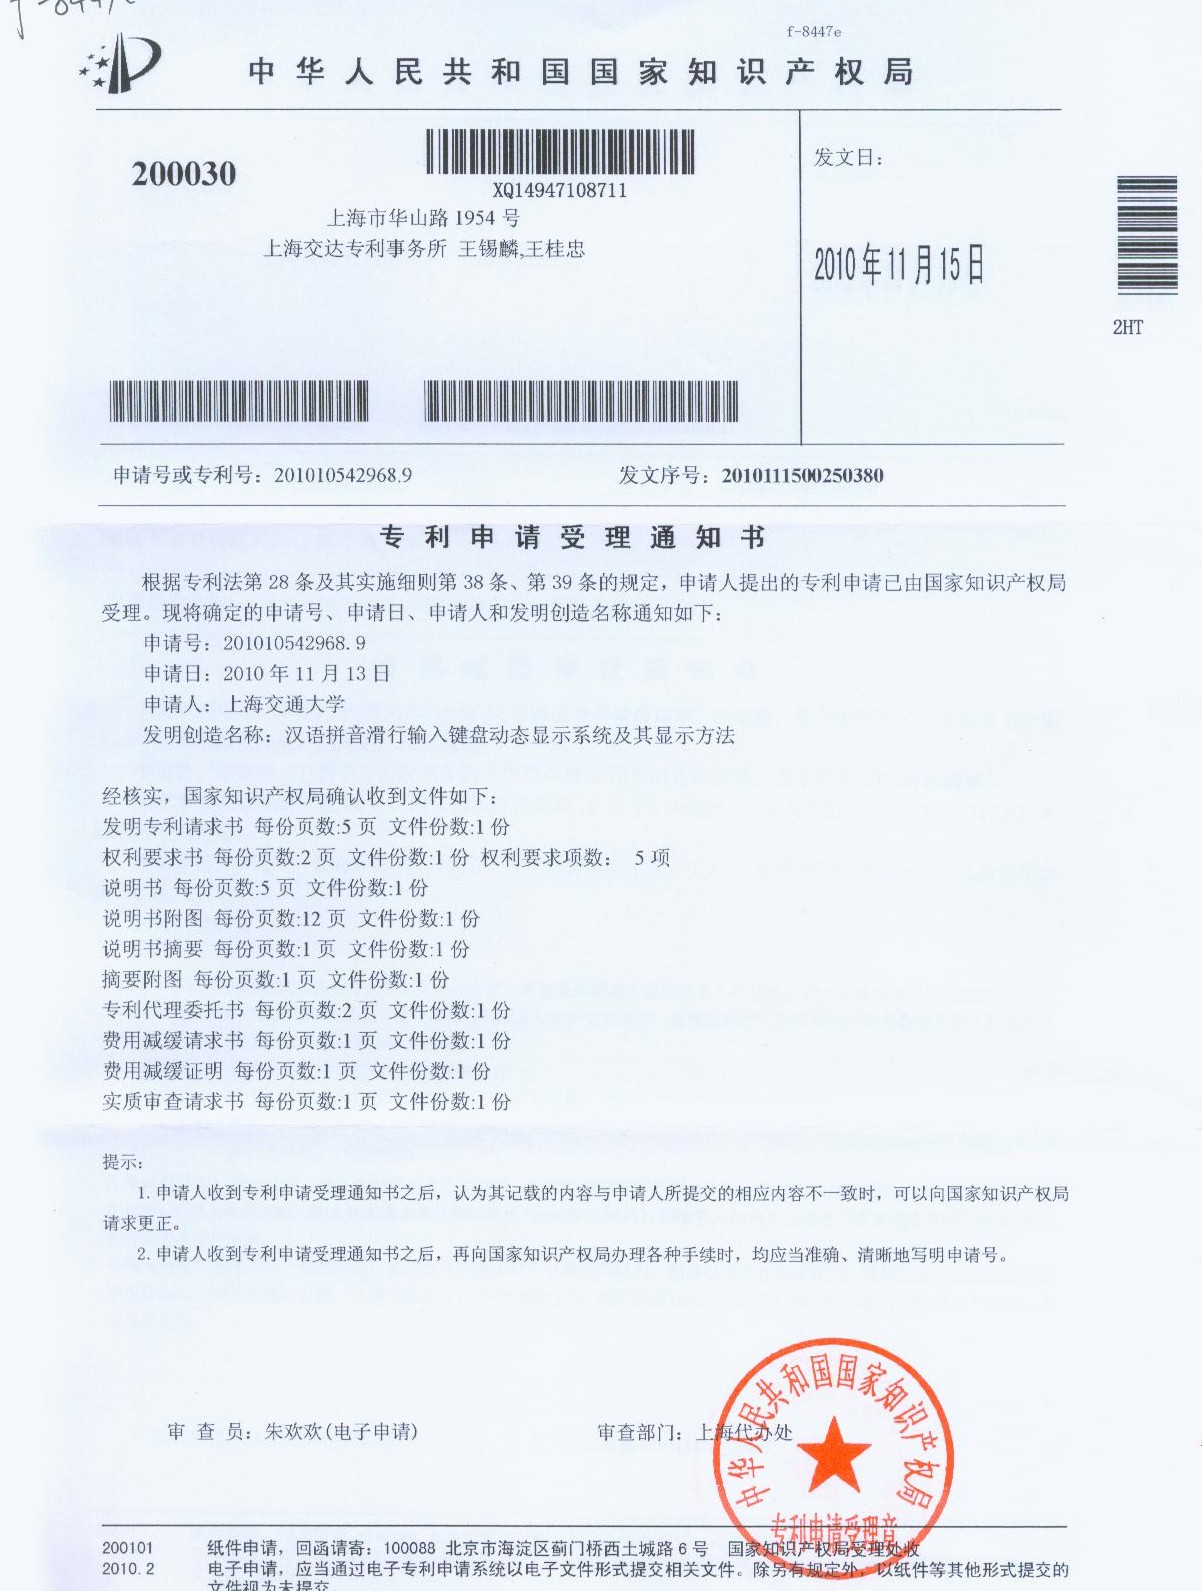 f-8447e
f-8447e
中华人民共和国国家知识产权局
200030
XQ14947108711
上海市华山路 1954 号
上海交达专利事务所 王锡麟,王桂忠
发文日：
2010年11月15日
2HT
申请号或专利号：201010542968.9 发文序号：2010111500250380
专利申请受理通知书
根据专利法第 28 条及其实施细则第 38 条、第 39 条的规定，申请人提出的专利申请已由国家知识产权局
受理。现将确定的申请号、申请日、申请人和发明创造名称通知如下：
申请号：201010542968.9
申请日：2010 年 11 月 13 日
申请人：上海交通大学
发明创造名称：汉语拼音滑行输入键盘动态显示系统及其显示方法
经核实，国家知识产权局确认收到文件如下：
发明专利请求书 每份页数:5 页 文件份数:1 份
权利要求书 每份页数:2 页 文件份数:1 份 权利要求项数： 5 项
说明书 每份页数:5 页 文件份数:1 份
说明书附图 每份页数:12 页 文件份数:1 份
说明书摘要 每份页数:1 页 文件份数:1 份
摘要附图 每份页数:1 页 文件份数:1 份
专利代理委托书 每份页数:2 页 文件份数:1 份
费用减缓请求书 每份页数:1 页 文件份数:1 份
费用减缓证明 每份页数:1 页 文件份数:1 份
实质审查请求书 每份页数:1 页 文件份数:1 份
提示：
1. 申请人收到专利申请受理通知书之后，认为其记载的内容与申请人所提交的相应内容不一致时，可以向国家知识产权局
请求更正。
2. 申请人收到专利申请受理通知书之后，再向国家知识产权局办理各种手续时，均应当准确、清晰地写明申请号。
审 查 员：朱欢欢(电子申请) 审查部门：上海代办处
中华人民共和国国家知识产权局
专利申请受理章
200101 纸件申请，回函请寄：100088 北京市海淀区蓟门桥西土城路 6 号 国家知识产权局受理处收
2010.2 电子申请，应当通过电子专利申请系统以电子文件形式提交相关文件。除另有规定外，以纸件等其他形式提交的
文件视为未提交